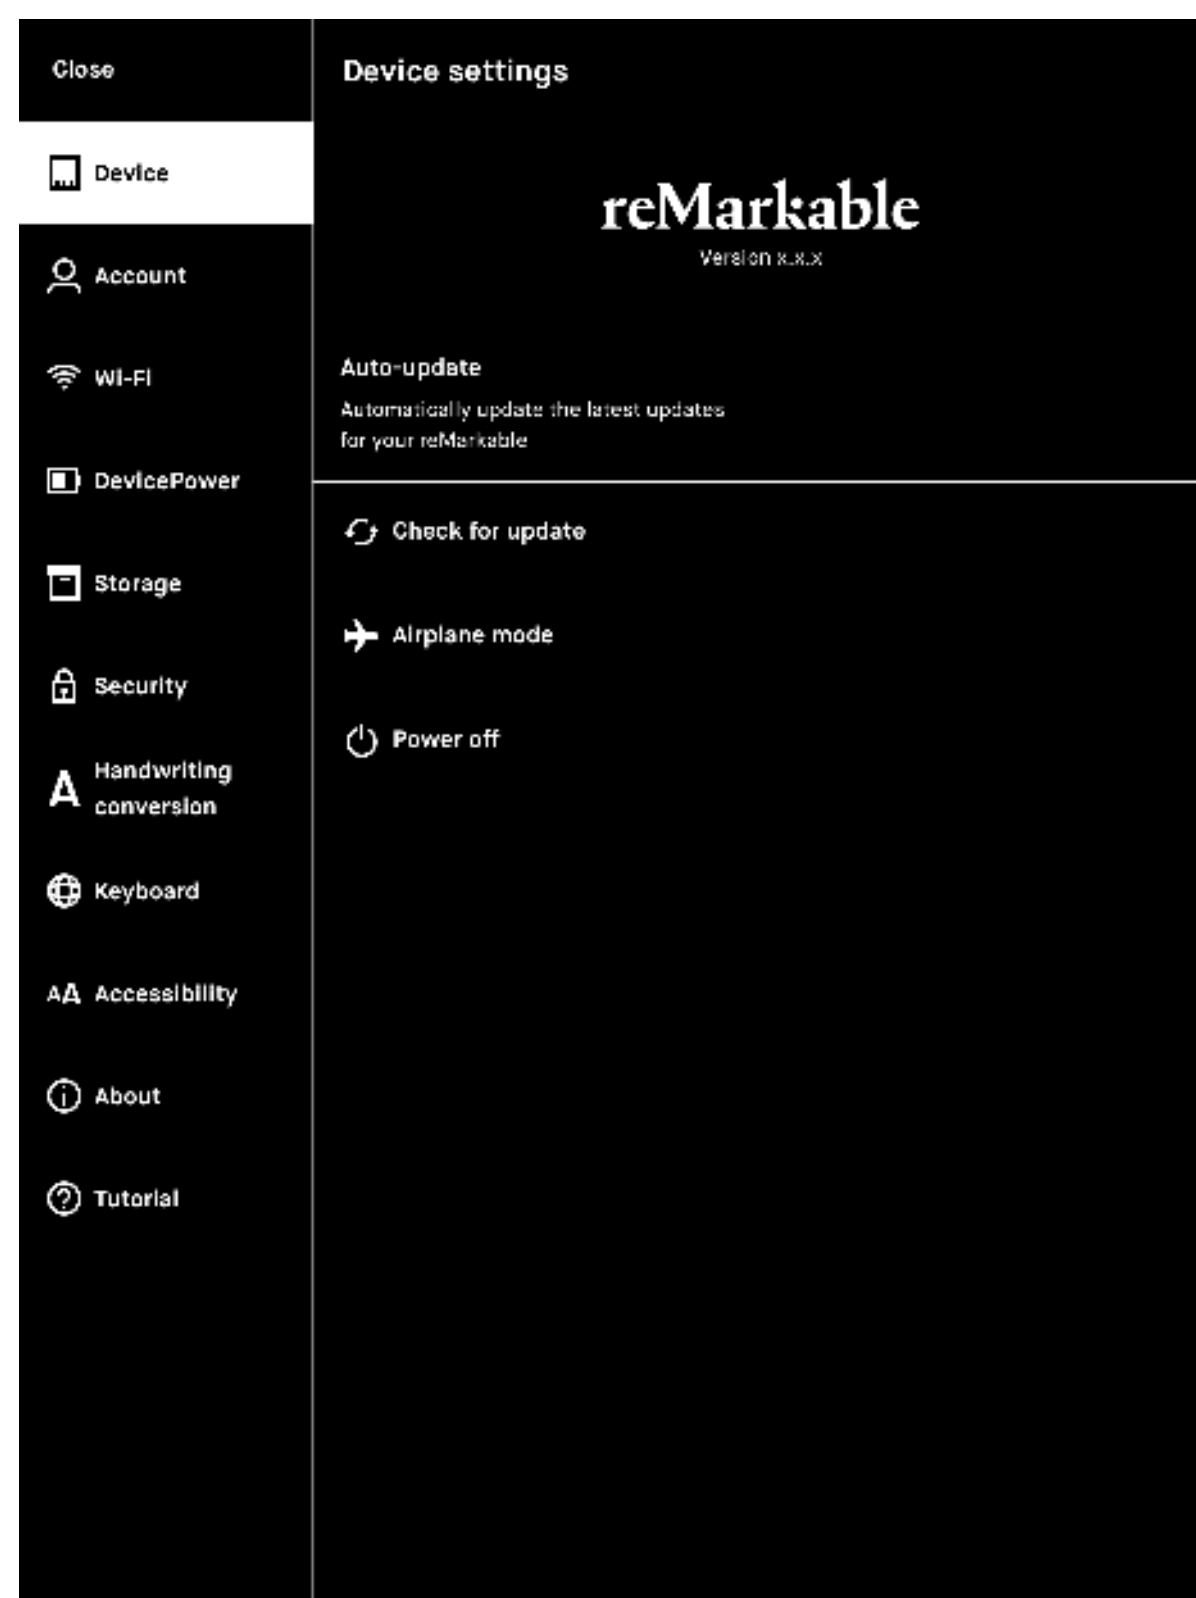 Close
Device settings
Device
reMarkable
Version x.x.x
Account
Wi-Fi
Auto-update
Automatically update the latest updates
for your reMarkable
DevicePower
Check for update
Storage
Airplane mode
Security
Power off
Handwriting
conversion
Keyboard
AA Accessibility
About
Tutorial